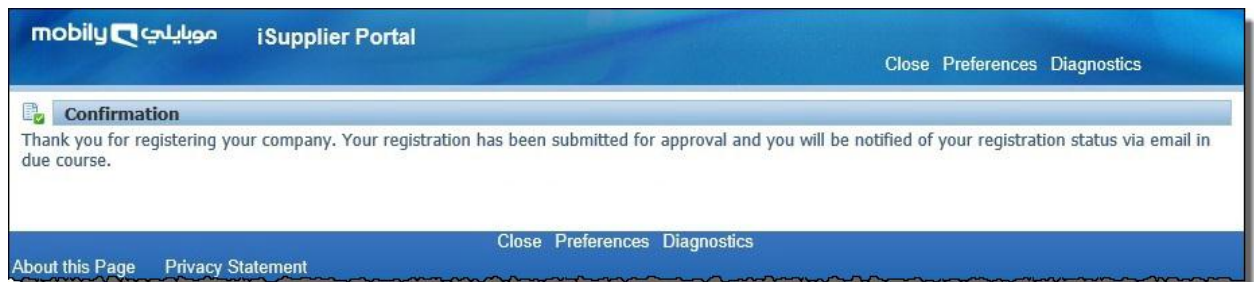 mobily موبايلي iSupplier Portal
Close Preferences Diagnostics
Confirmation
Thank you for registering your company. Your registration has been submitted for approval and you will be notified of your registration status via email in
due course.
Close Preferences Diagnostics
About this Page Privacy Statement